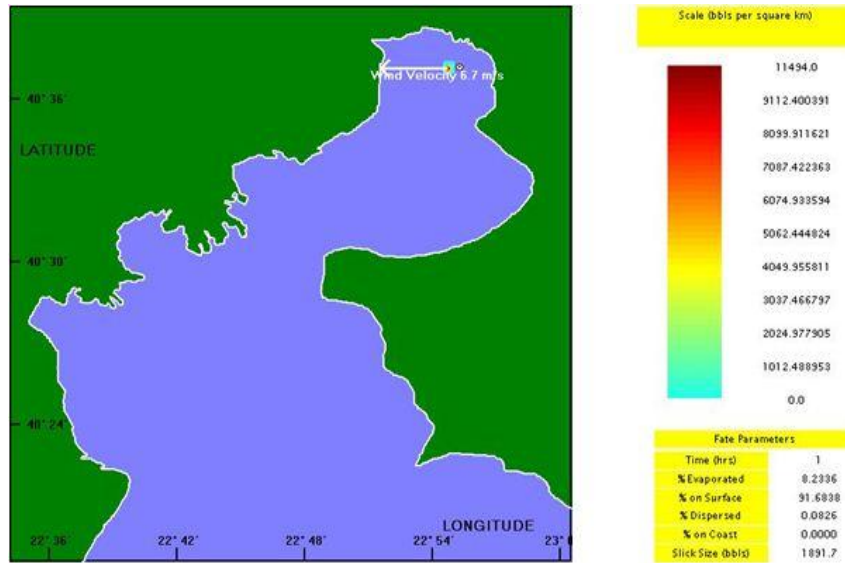 Scale (bbls per square km)
11494.0
9112.400391
8099.911621
7087.422363
6074.933594
5062.444824
4049.955811
3037.466797
2024.977905
1012.488953
0.0
Wind Velocity 6.7 m/s
40° 36'
LATITUDE
40° 30'
40° 24'
LONGITUDE
22° 36'
22° 42'
22° 48'
22° 54'
23° 0
Fate Parameters
Time (hrs) 1
% Evaporated 8.2336
% on Surface 91.6838
% Dispersed 0.0826
% on Coast 0.0000
Slick Size (bbls) 1891.7